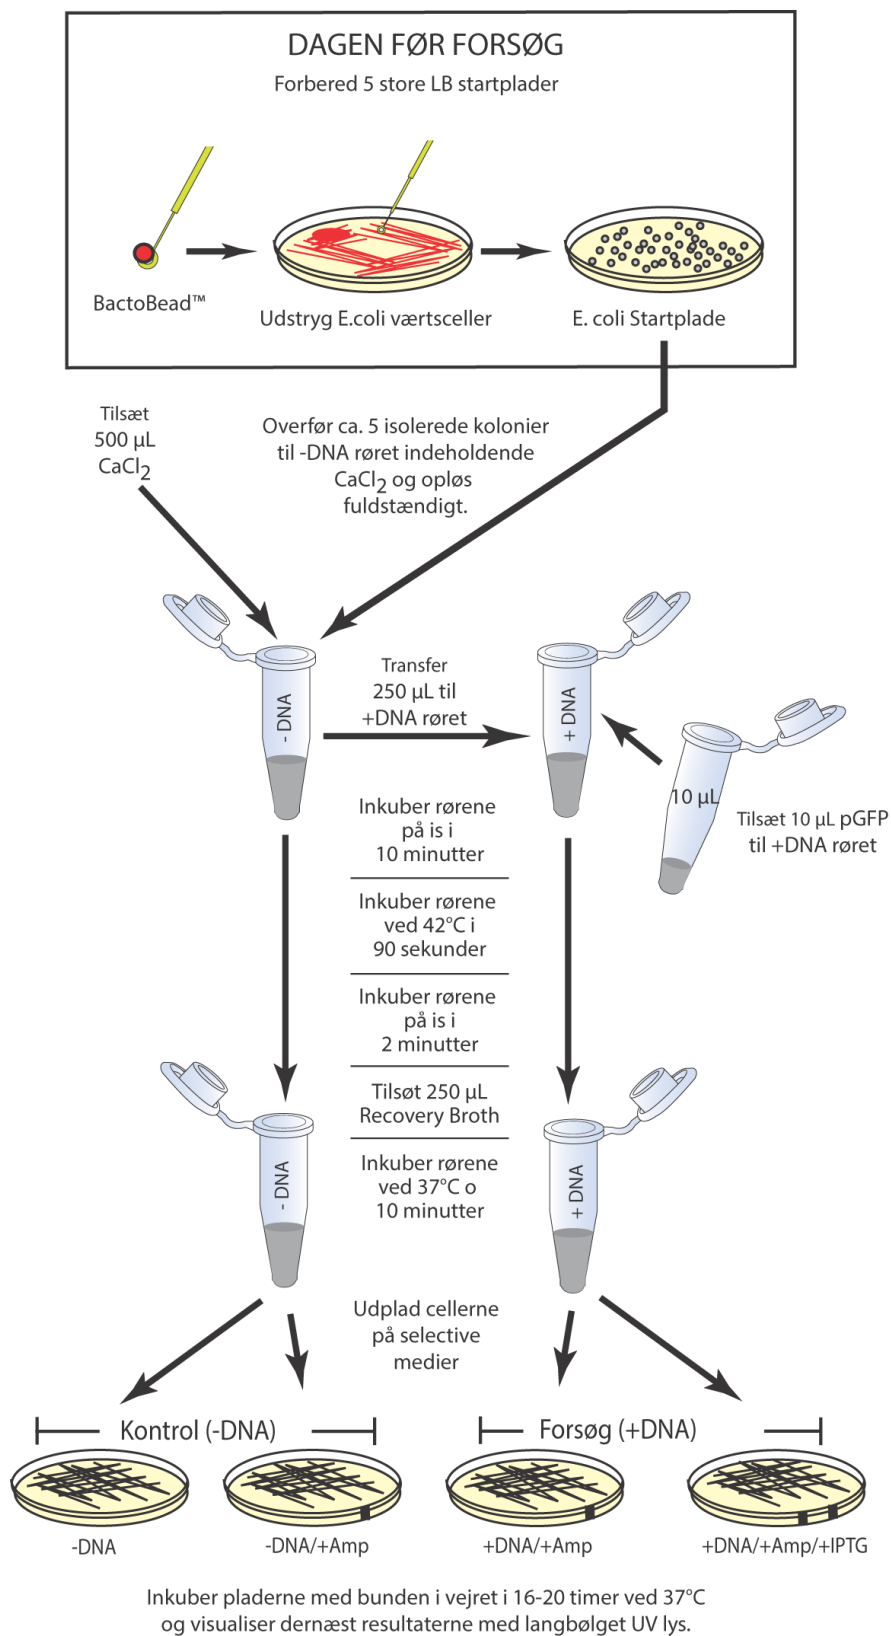 DAGEN FØR FORSØG
Forbered 5 store LB startplader
BactoBead™
Udstryg E.coli værtsceller
E. coli Startplade
Tilsæt
500 µL
CaCl2
Overfør ca. 5 isolerede kolonier
til -DNA røret indeholdende
CaCl2 og opløs
fuldstændigt.
- DNA
Transfer
250 µL til
+DNA røret
+ DNA
10 µL
Tilsæt 10 µL pGFP
til +DNA røret
Inkuber rørene
på is i
10 minutter
Inkuber rørene
ved 42°C i
90 sekunder
Inkuber rørene
på is i
2 minutter
Tilsøt 250 µL
Recovery Broth
Inkuber rørene
ved 37°C o
10 minutter
- DNA
+ DNA
Udplad cellerne
på selective
medier
Kontrol (-DNA)
Forsøg (+DNA)
-DNA
-DNA/+Amp
+DNA/+Amp
+DNA/+Amp/+IPTG
Inkuber pladerne med bunden i vejret i 16-20 timer ved 37°C
og visualiser dernæst resultaterne med langbølget UV lys.